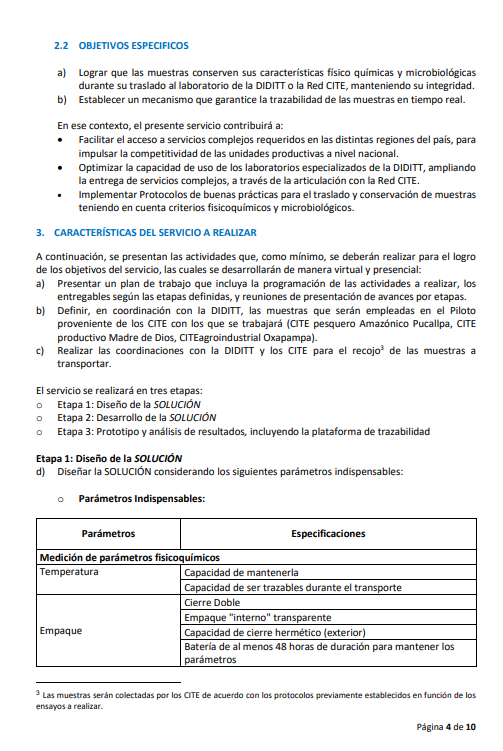 2.2 OBJETIVOS ESPECIFICOS
a) Lograr que las muestras conserven sus características físico químicas y microbiológicas
durante su traslado al laboratorio de la DIDITT o la Red CITE, manteniendo su integridad.
b) Establecer un mecanismo que garantice la trazabilidad de las muestras en tiempo real.
En ese contexto, el presente servicio contribuirá a:
• Facilitar el acceso a servicios complejos requeridos en las distintas regiones del país, para
impulsar la competitividad de las unidades productivas a nivel nacional.
• Optimizar la capacidad de uso de los laboratorios especializados de la DIDITT, ampliando
la entrega de servicios complejos, a través de la articulación con la Red CITE.
• Implementar Protocolos de buenas prácticas para el traslado y conservación de muestras
teniendo en cuenta criterios fisicoquímicos y microbiológicos.
3. CARACTERÍSTICAS DEL SERVICIO A REALIZAR
A continuación, se presentan las actividades que, como mínimo, se deberán realizar para el logro
de los objetivos del servicio, las cuales se desarrollarán de manera virtual y presencial:
a) Presentar un plan de trabajo que incluya la programación de las actividades a realizar, los
entregables según las etapas definidas, y reuniones de presentación de avances por etapas.
b) Definir, en coordinación con la DIDITT, las muestras que serán empleadas en el Piloto
proveniente de los CITE con los que se trabajará (CITE pesquero Amazónico Pucallpa, CITE
productivo Madre de Dios, CITEagroindustrial Oxapampa).
c) Realizar las coordinaciones con la DIDITT y los CITE para el recojo³ de las muestras a
transportar.
El servicio se realizará en tres etapas:
o Etapa 1: Diseño de la SOLUCIÓN
o Etapa 2: Desarrollo de la SOLUCIÓN
o Etapa 3: Prototipo y análisis de resultados, incluyendo la plataforma de trazabilidad
Etapa 1: Diseño de la SOLUCIÓN
d) Diseñar la SOLUCIÓN considerando los siguientes parámetros indispensables:
o Parámetros Indispensables:
Parámetros Especificaciones
Medición de parámetros fisicoquímicos
Temperatura Capacidad de mantenerla
Capacidad de ser trazables durante el transporte
Empaque Cierre Doble
Empaque "interno" transparente
Capacidad de cierre hermético (exterior)
Batería de al menos 48 horas de duración para mantener los
parámetros
³ Las muestras serán colectadas por los CITE de acuerdo con los protocolos previamente establecidos en función de los
ensayos a realizar.
Página 4 de 10